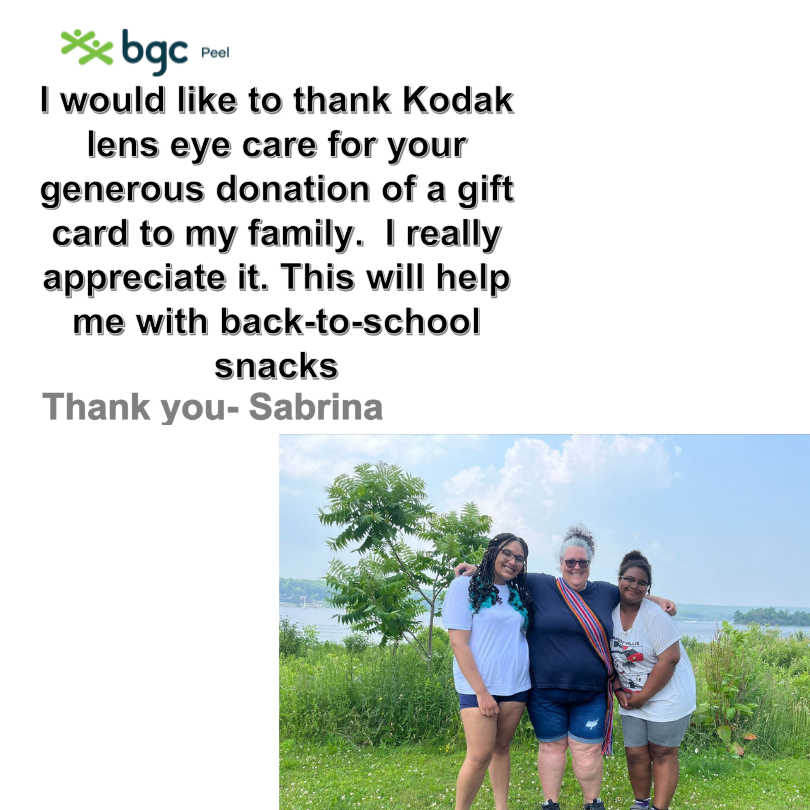 bgc Peel
I would like to thank Kodak
lens eye care for your
generous donation of a gift
card to my family.  I really
appreciate it. This will help
me with back-to-school
snacks
Thank you- Sabrina